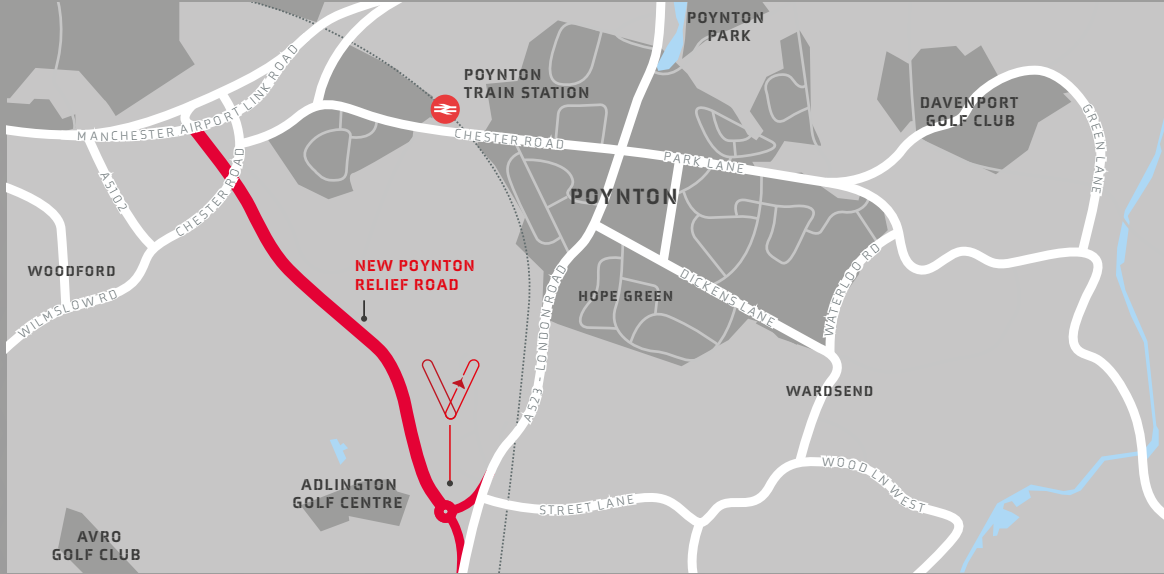 POYNTON
PARK
POYNTON
TRAIN STATION
DAVENPORT
GOLF CLUB
MANCHESTER AIRPORT LINK ROAD
CHESTER ROAD
PARK LANE
GREEN LANE
A5102
CHESTER ROAD
POYNTON
WOODFORD
NEW POYNTON
RELIEF ROAD
WATERLOO RD
HOPE GREEN
DICKENS LANE
WILMSLOW RD
A523 - LONDON ROAD
WARDSEND
WOOD LN WEST
ADLINGTON
GOLF CENTRE
STREET LANE
AVRO
GOLF CLUB